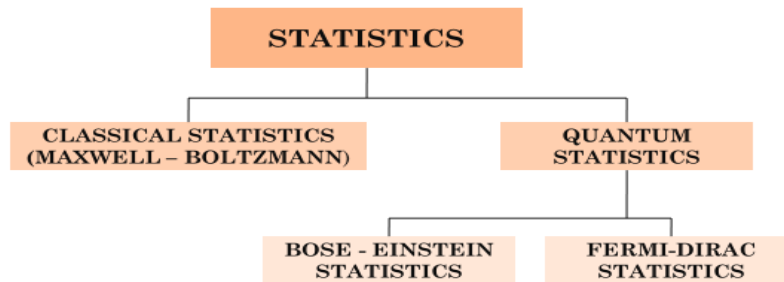 STATISTICS
CLASSICAL STATISTICS
(MAXWELL – BOLTZMANN)
QUANTUM
STATISTICS
BOSE - EINSTEIN
STATISTICS
FERMI-DIRAC
STATISTICS